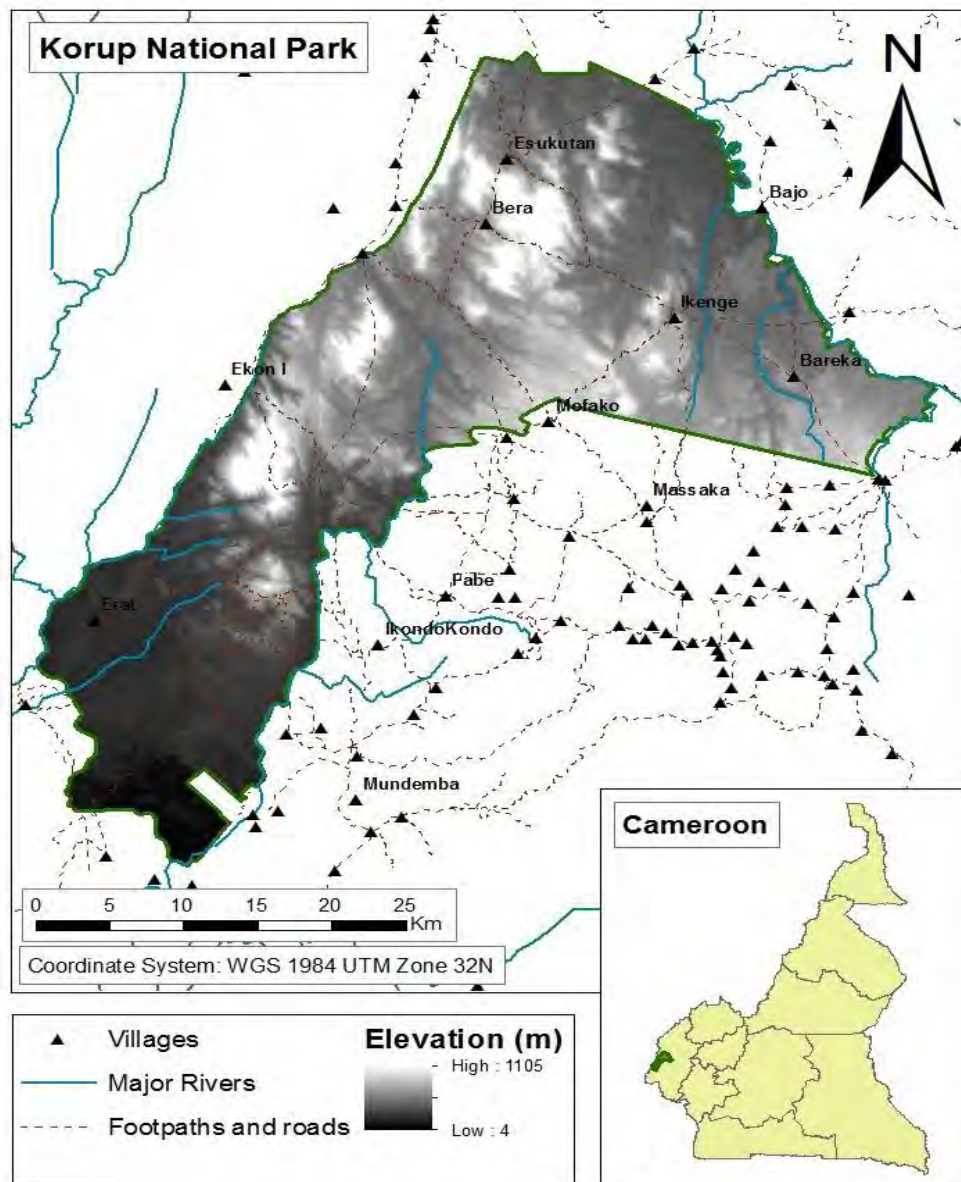 Korup National Park
N
Esukutan
Bera
Bajo
Ikenge
Ekon I
Bareka
Mofako
Massaka
Pabe
Erat
IkondoKondo
Mundemba
Cameroon
0 5 10 15 20 25
Km
Coordinate System: WGS 1984 UTM Zone 32N
Villages
Major Rivers
Footpaths and roads
Elevation (m)
High : 1105
Low : 4